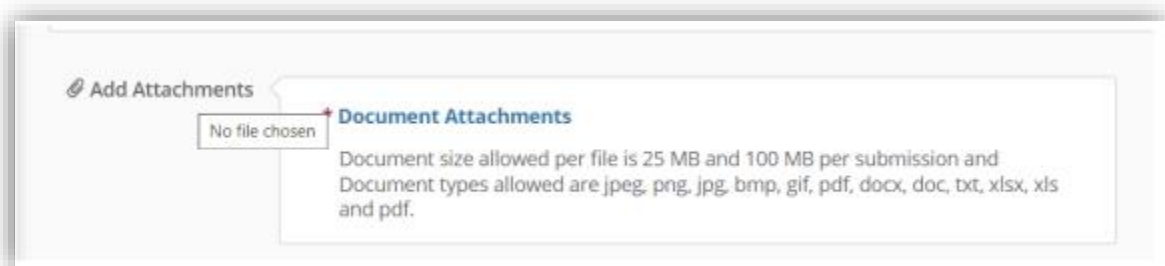 Add Attachments
No file chosen
* Document Attachments
Document size allowed per file is 25 MB and 100 MB per submission and
Document types allowed are jpeg, png, jpg, bmp, gif, pdf, docx, doc, txt, xlsx, xls
and pdf.